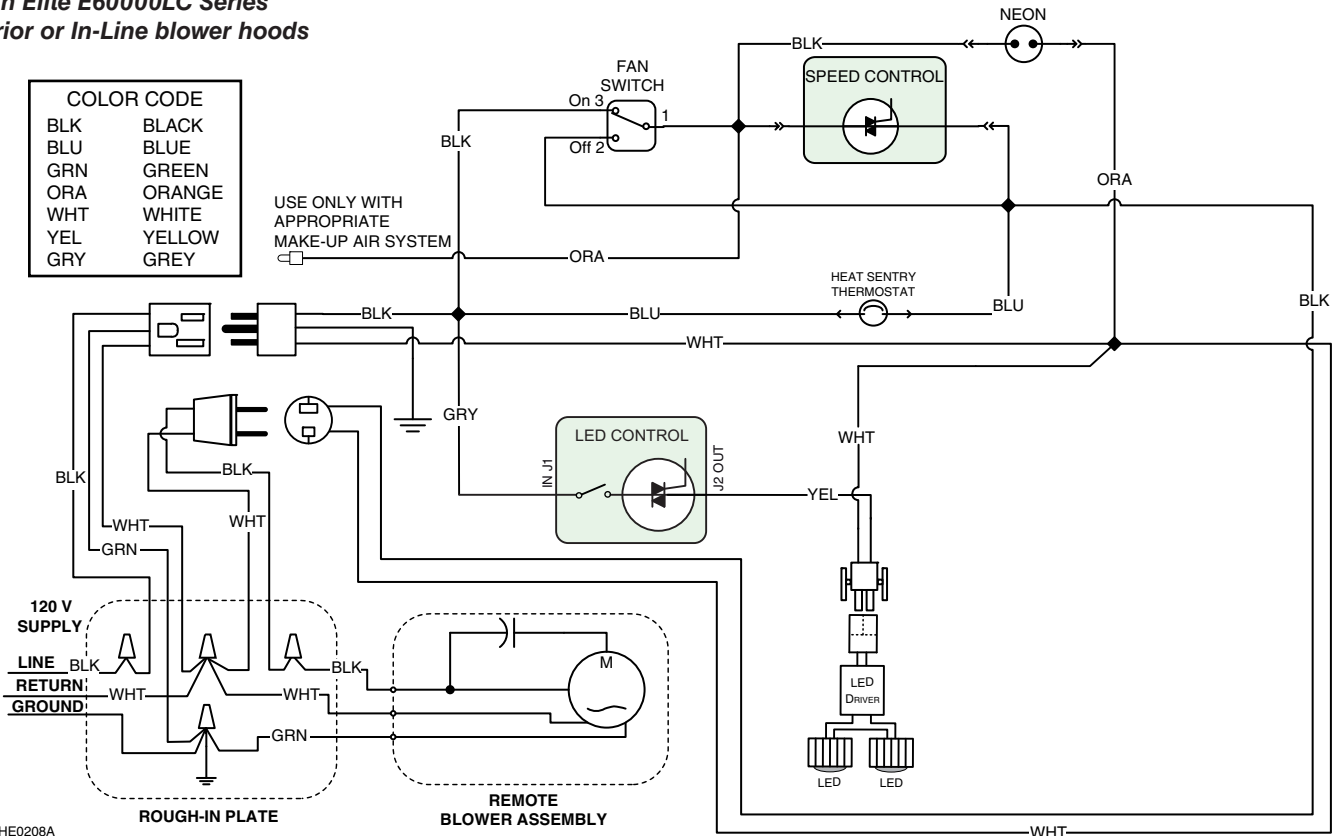 Elite E60000LC Series
or In-Line blower hoods
COLOR CODE
BLK BLACK
BLU BLUE
GRN GREEN
ORA ORANGE
WHT WHITE
YEL YELLOW
GRY GREY
NEON
BLK
FAN
SWITCH
On 3
1
Off 2
SPEED CONTROL
BLK
ORA
USE ONLY WITH
APPROPRIATE
MAKE-UP AIR SYSTEM
ORA
HEAT SENTRY
THERMOSTAT
BLK
BLU
BLU
BLK
WHT
GRY
LED CONTROL
IN J1
J2 OUT
WHT
YEL
BLK
BLK
WHT
WHT
GRN
120 V
SUPPLY
LINE
BLK
RETURN
WHT
GROUND
BLK
WHT
GRN
M
LED
DRIVER
LED
LED
ROUGH-IN PLATE
REMOTE
BLOWER ASSEMBLY
HE0208A
WHT